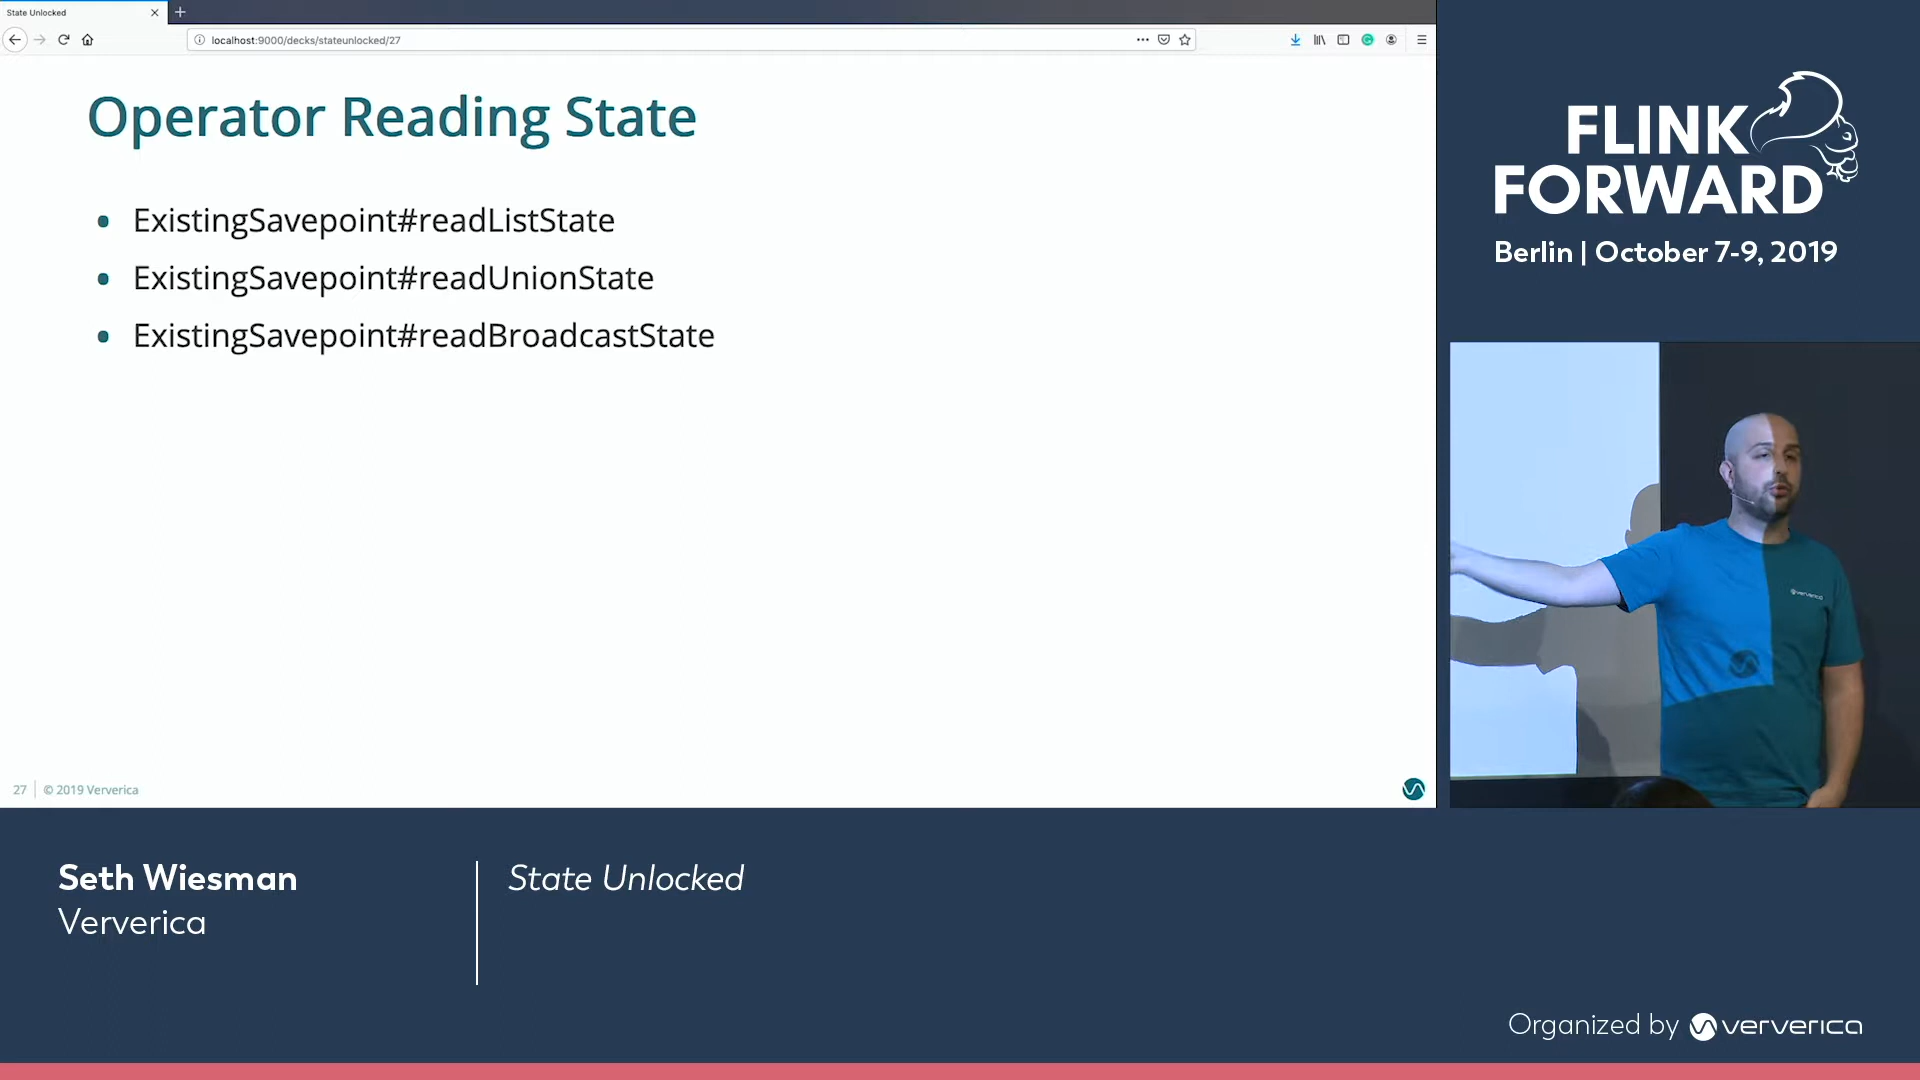 State Unlocked
localhost:9000/decks/stateunlocked/27
Operator Reading State
ExistingSavepoint#readListState
ExistingSavepoint#readUnionState
ExistingSavepoint#readBroadcastState
27
© 2019 Ververica
FLINK
FORWARD
Berlin | October 7-9, 2019
ververica
Seth Wiesman
Ververica
State Unlocked
Organized by ververica